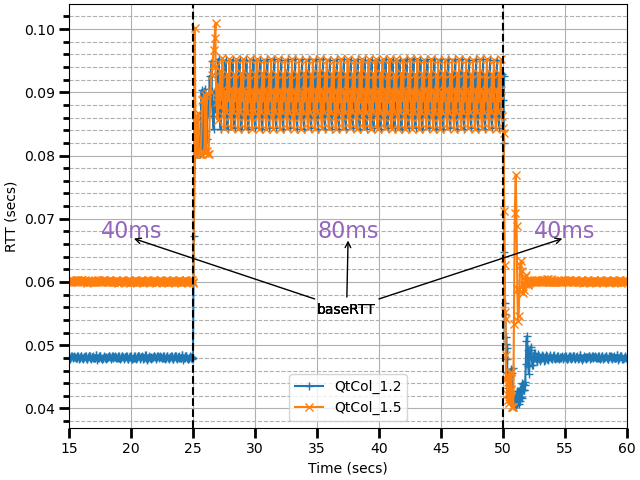 0.10
0.09
0.08
0.07
0.06
0.05
0.04
RTT (secs)
40ms 80ms 40ms
baseRTT
QtCol_1.2
QtCol_1.5
15 20 25 30 35 40 45 50 55 60
Time (secs)